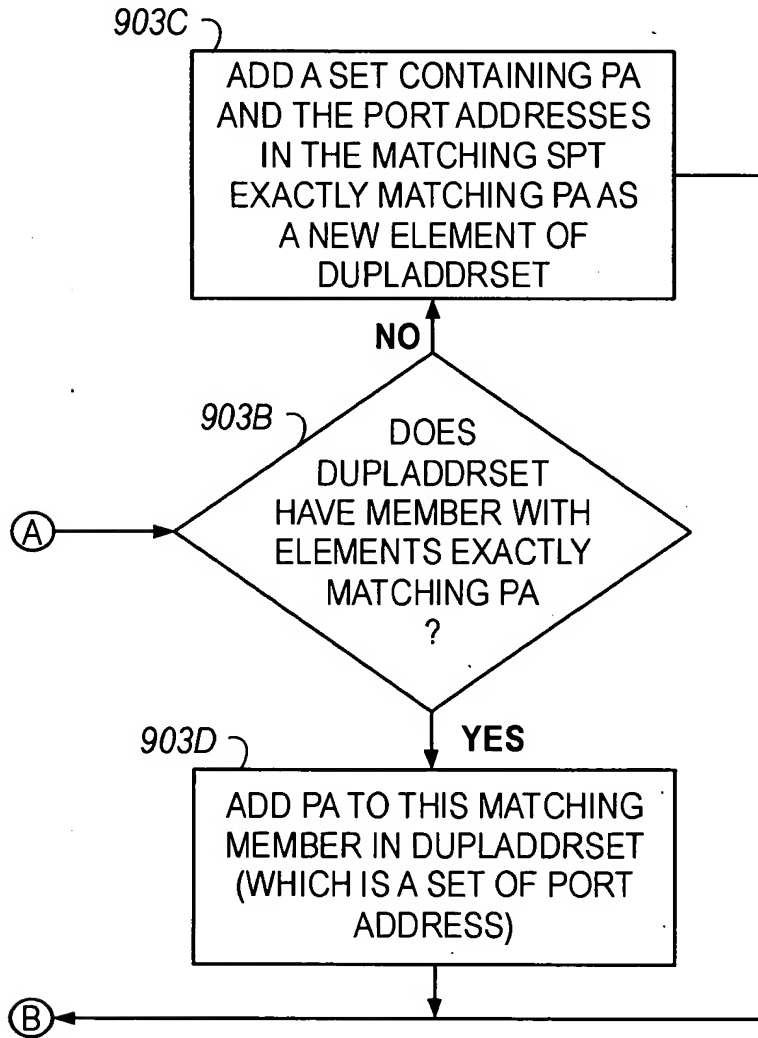 903C
ADD A SET CONTAINING PA
AND THE PORT ADDRESSES
IN THE MATCHING SPT
EXACTLY MATCHING PA AS
A NEW ELEMENT OF
DUPLADDRSET
NO
903B
DOES
DUPLADDRSET
HAVE MEMBER WITH
ELEMENTS EXACTLY
MATCHING PA
?
A
YES
903D
ADD PA TO THIS MATCHING
MEMBER IN DUPLADDRSET
(WHICH IS A SET OF PORT
ADDRESS)
B